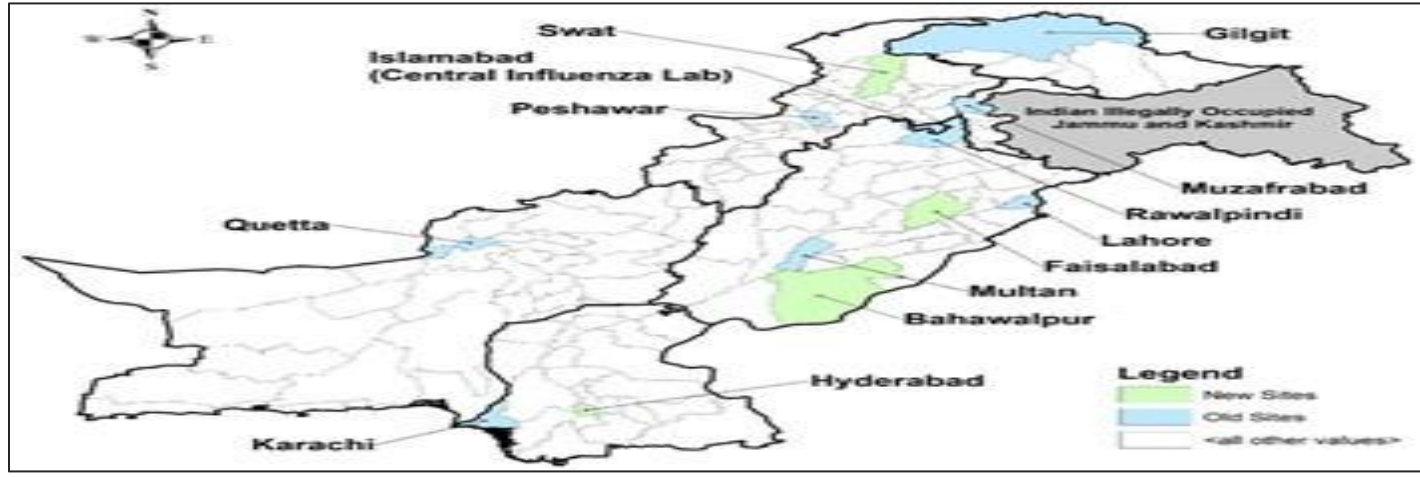 N
W
E
S
Swat
Gilgit
Islamabad
(Central Influenza Lab)
Peshawar
Indian Illegally Occupied
Jammu and Kashmir
Muzafrabad
Quetta
Rawalpindi
Lahore
Faisalabad
Multan
Bahawalpur
Hyderabad
Karachi
Legend
New Sites
Old Sites
<all other values>